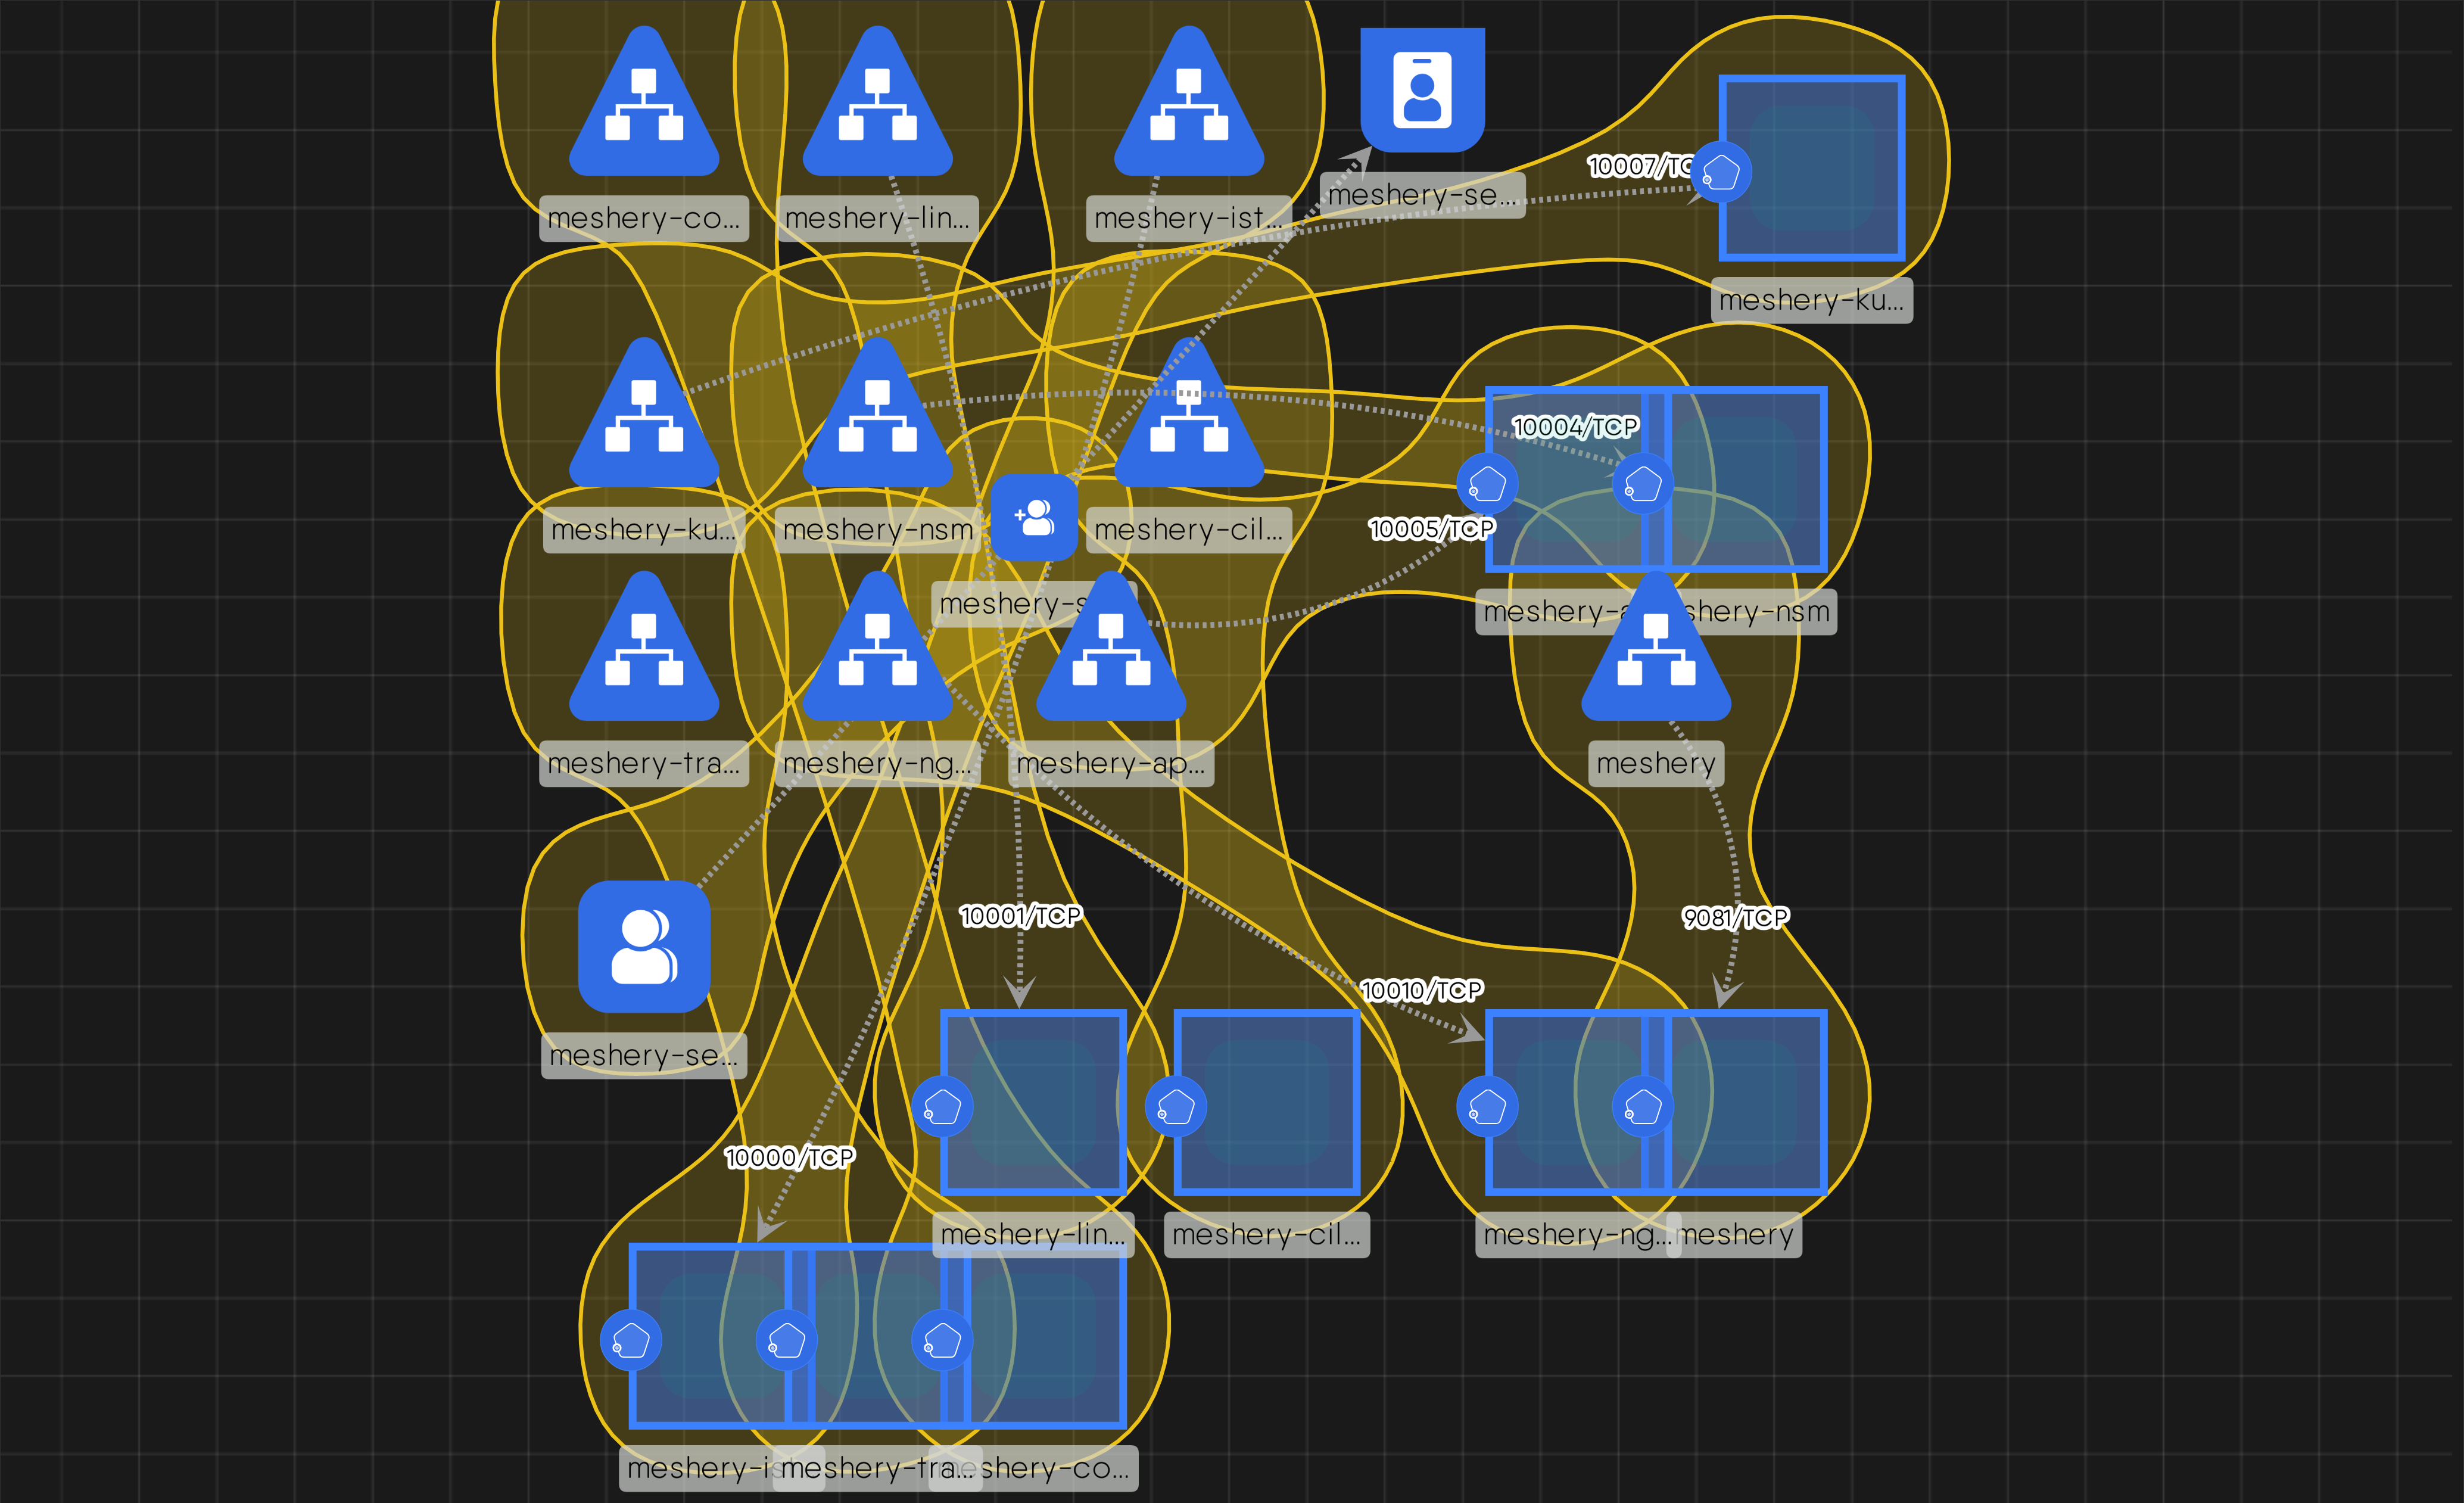 meshery-co...
meshery-lin...
meshery-ist...
meshery-se...
10007/TC
meshery-ku...
10004/TCP
meshery-ku...
meshery-nsm
meshery-cil...
10005/TCP
meshery-s
meshery-a
shery-nsm
meshery-tra...
meshery-ng...
meshery-ap...
meshery
10001/TCP
9081/TCP
10010/TCP
meshery-se...
10000/TCP
meshery-lin...
meshery-cil...
meshery-ng...
meshery
meshery-is
meshery-tra...
eshery-co...